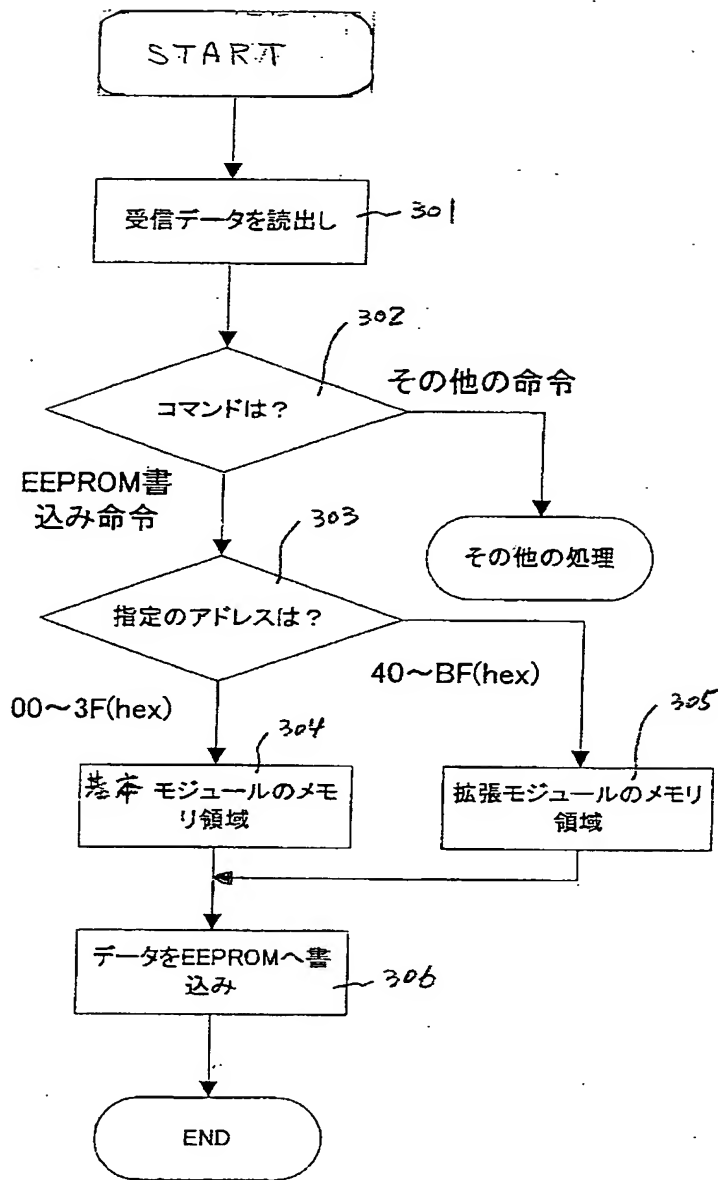 START
受信データを読出し
301
302
コマンドは?
その他の命令
EEPROM書
込み命令
303
その他の処理
指定のアドレスは?
40～BF(hex)
00～3F(hex)
304
305
基本 モジュールのメモ
リ領域
拡張モジュールのメモリ
領域
データをEEPROMへ書
込み
306
END